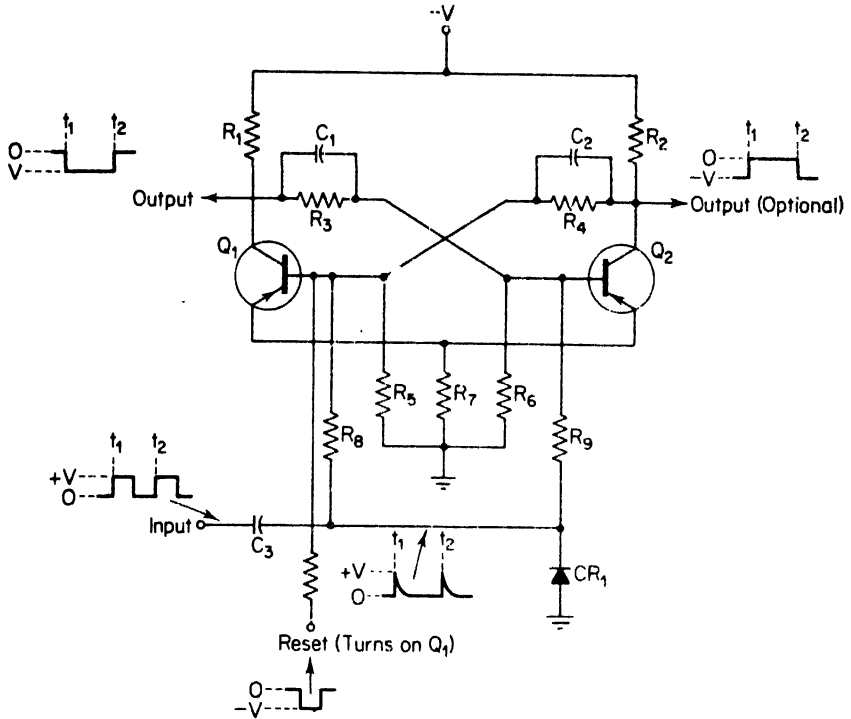 --V
t₁ t₂
0
V
R₁
C₁
C₂
R₂
t₁ t₂
0
-V
Output
R₃
R₄
Output (Optional)
Q₁
Q₂
R₅
R₇
R₆
R₈
R₉
t₁ t₂
+V
0
Input
C₃
t₁ t₂
+V
0
CR₁
Reset (Turns on Q₁)
0
-V